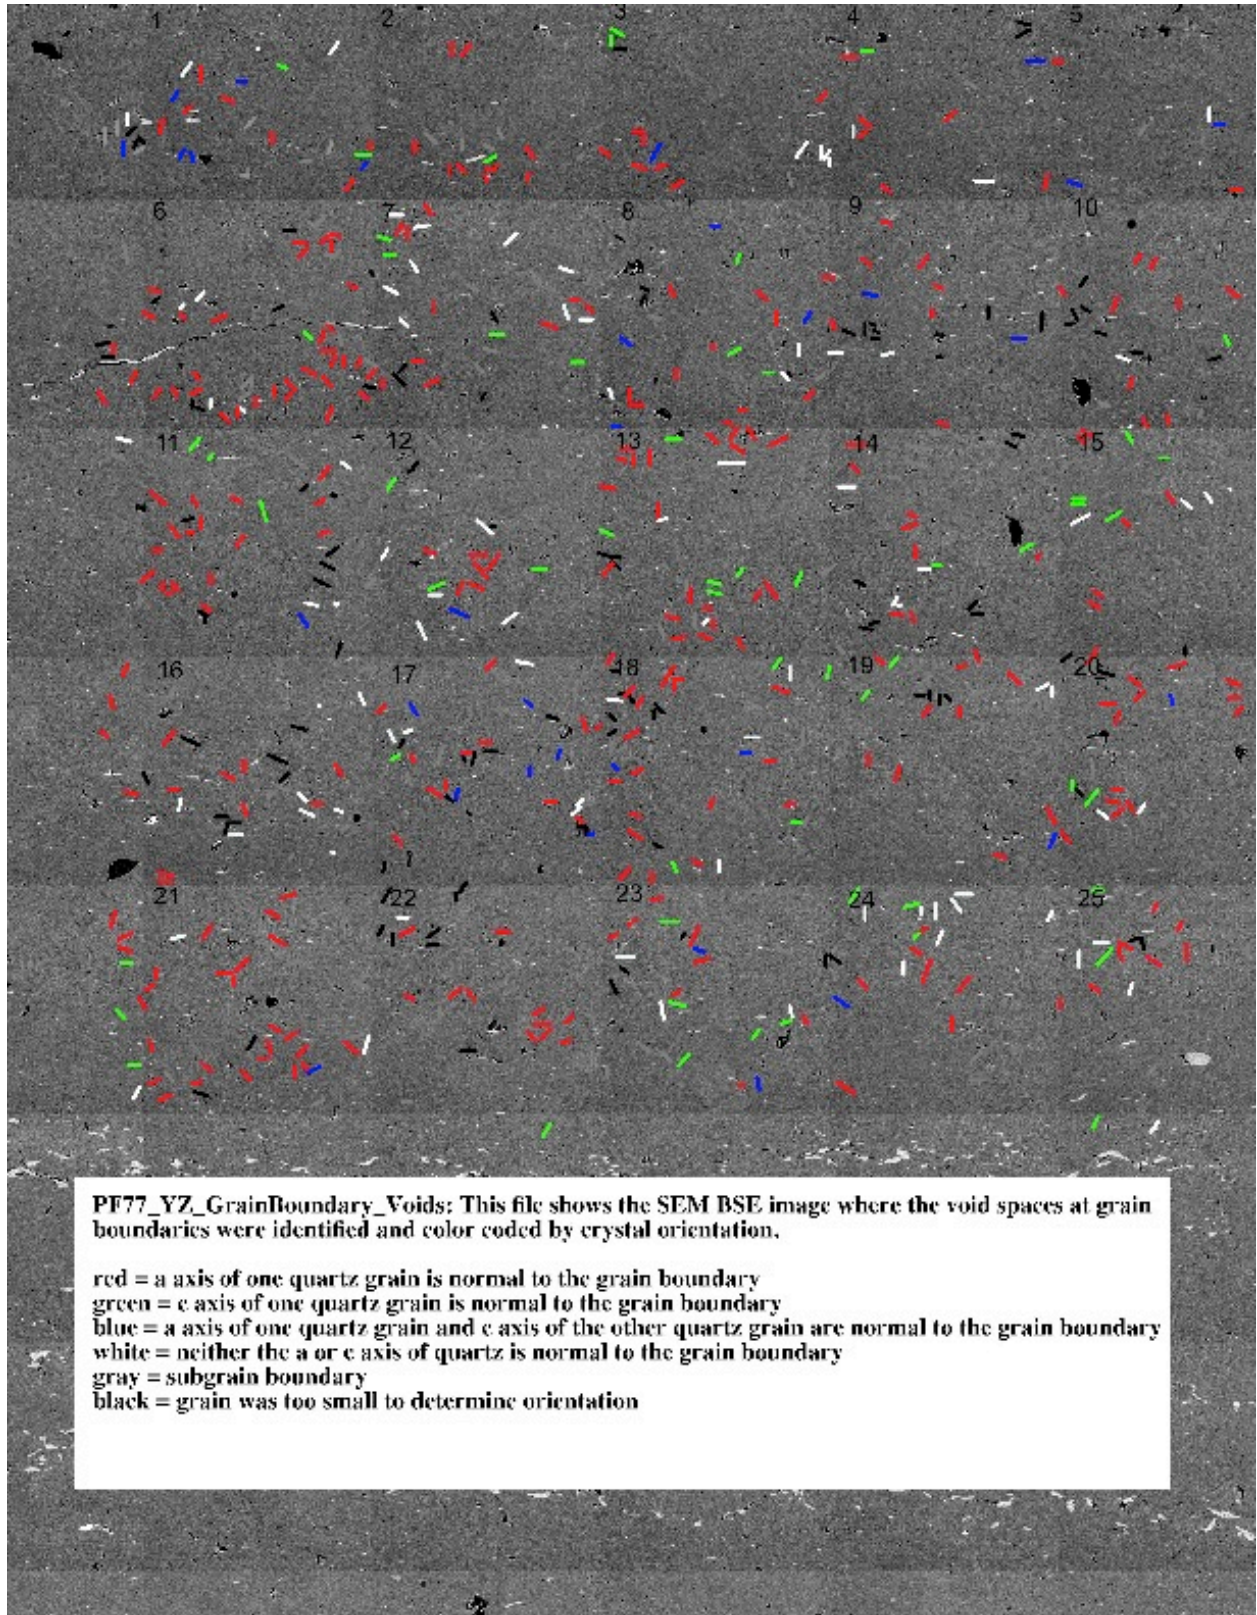 1 2 3 4 5
6 7 8 9 10
11 12 13 14 15
16 17 18 19 20
21 22 23 24 25
PF77_YZ_GrainBoundary_Voids: This file shows the SEM BSE image where the void spaces at grain
boundaries were identified and color coded by crystal orientation.
red = a axis of one quartz grain is normal to the grain boundary
green = c axis of one quartz grain is normal to the grain boundary
blue = a axis of one quartz grain and c axis of the other quartz grain are normal to the grain boundary
white = neither the a or c axis of quartz is normal to the grain boundary
gray = subgrain boundary
black = grain was too small to determine orientation